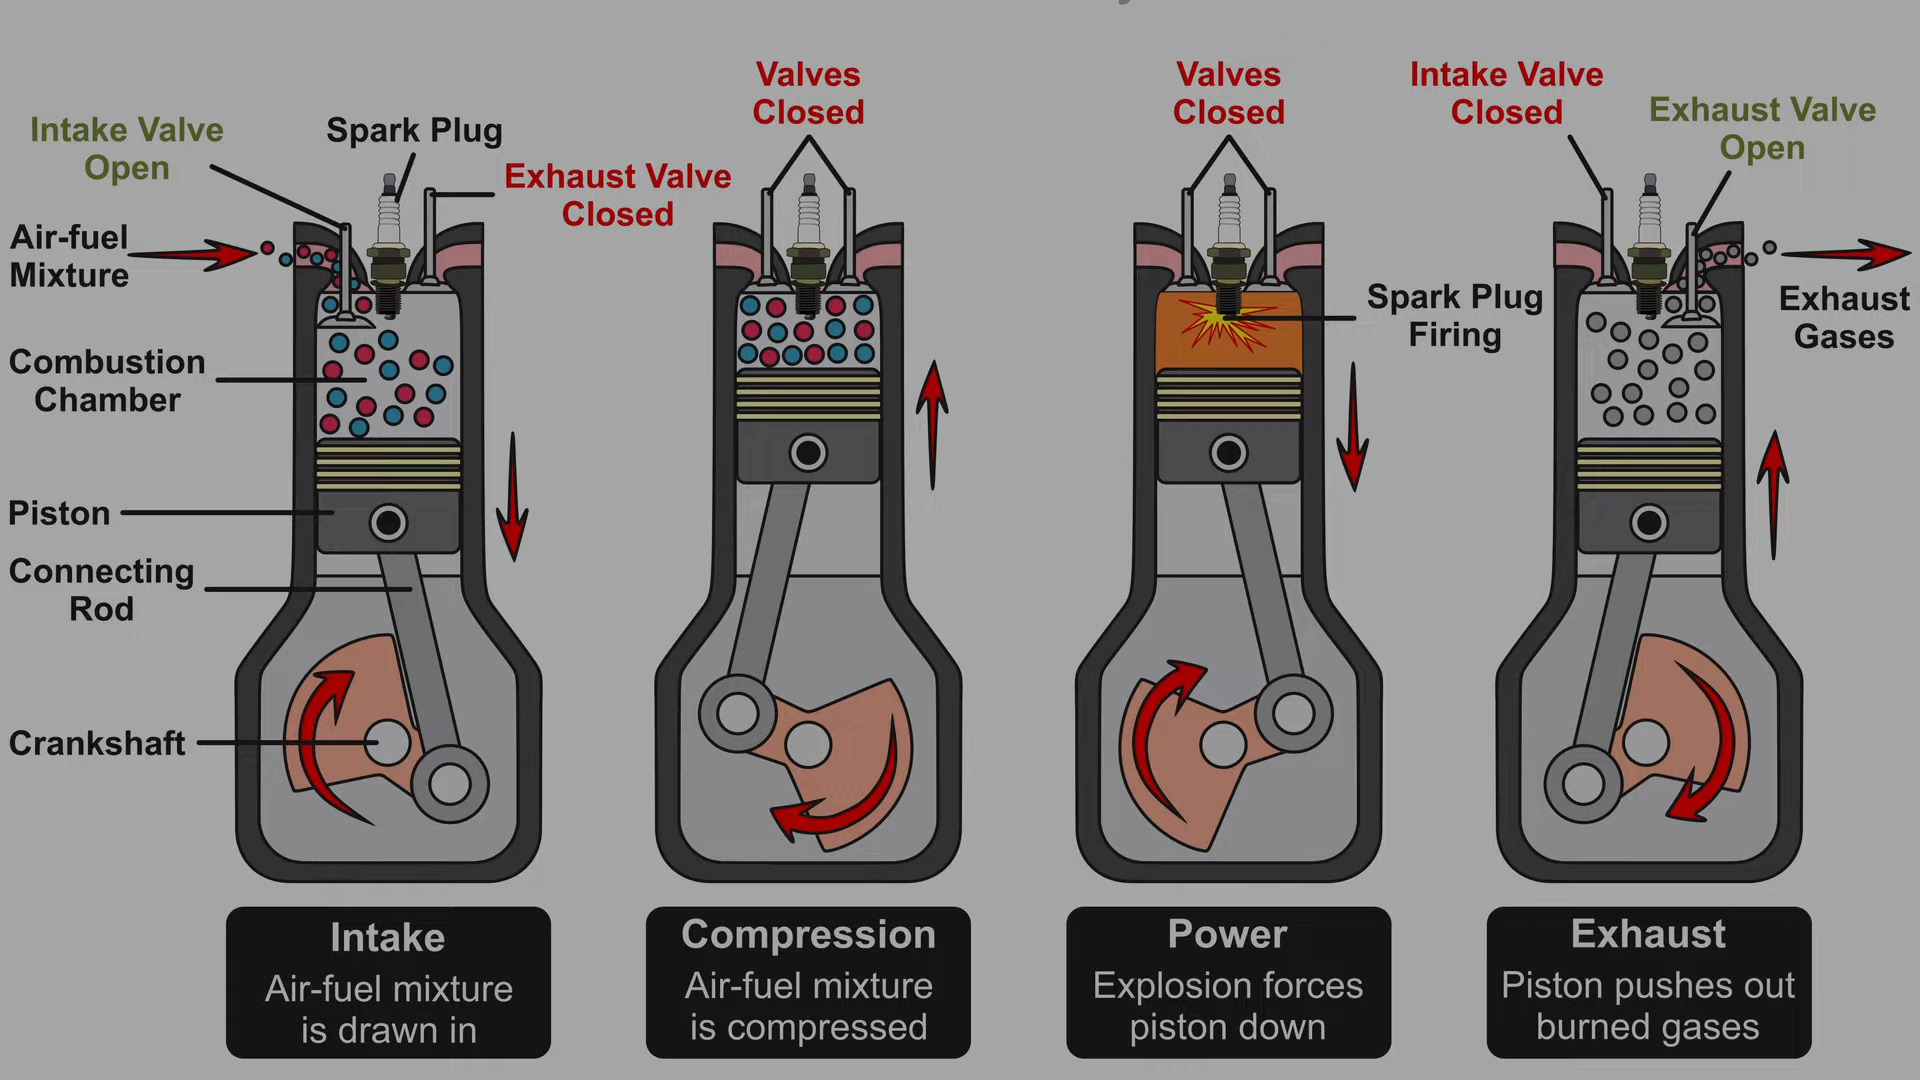 Intake Valve
Open
Spark Plug
Exhaust Valve
Closed
Air-fuel
Mixture
Combustion
Chamber
Piston
Connecting
Rod
Crankshaft
Valves
Closed
Valves
Closed
Spark Plug
Firing
Intake Valve
Closed
Exhaust Valve
Open
Exhaust
Gases
Intake
Air-fuel mixture
is drawn in
Compression
Air-fuel mixture
is compressed
Power
Explosion forces
piston down
Exhaust
Piston pushes out
burned gases